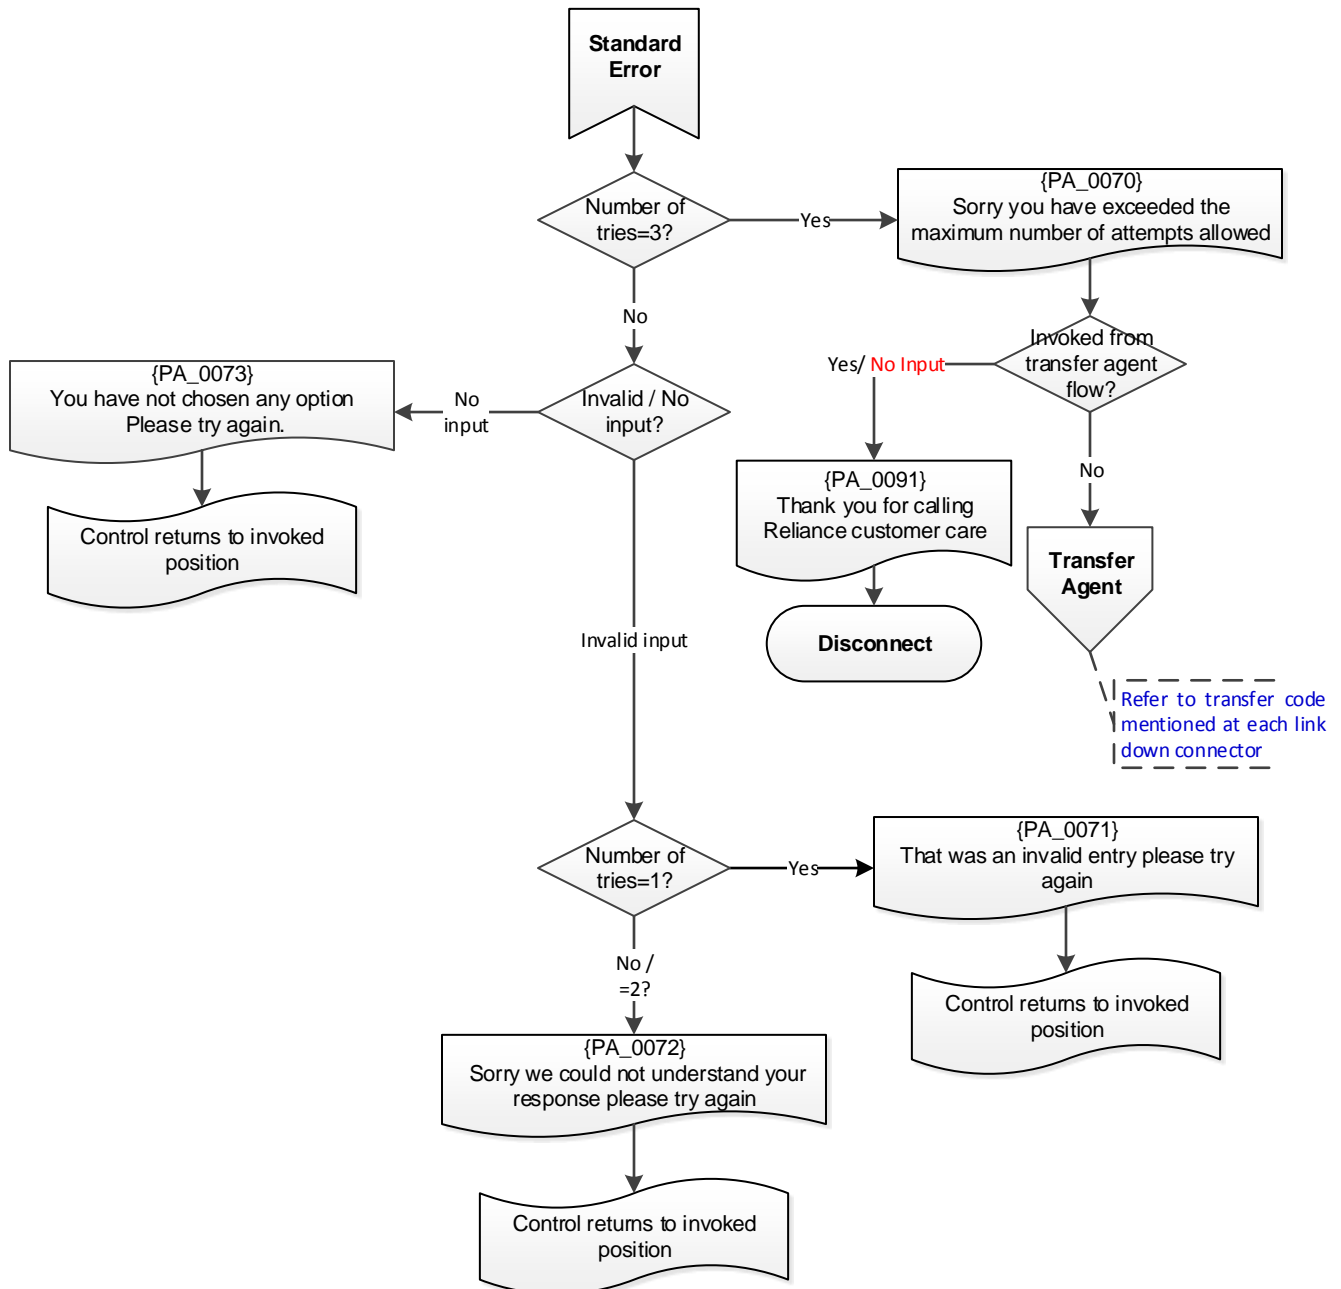 Standard
Error
Number of
tries=3?
Yes
{PA_0070}
Sorry you have exceeded the
maximum number of attempts allowed
No
Invoked from
transfer agent
flow?
Yes/ No Input
No
{PA_0073}
You have not chosen any option
Please try again.
No
input
Invalid / No
input?
Control returns to invoked
position
{PA_0091}
Thank you for calling
Reliance customer care
Disconnect
Transfer
Agent
Refer to transfer code
mentioned at each link
down connector
Invalid input
Number of
tries=1?
Yes
{PA_0071}
That was an invalid entry please try
again
Control returns to invoked
position
No /
=2?
{PA_0072}
Sorry we could not understand your
response please try again
Control returns to invoked
position